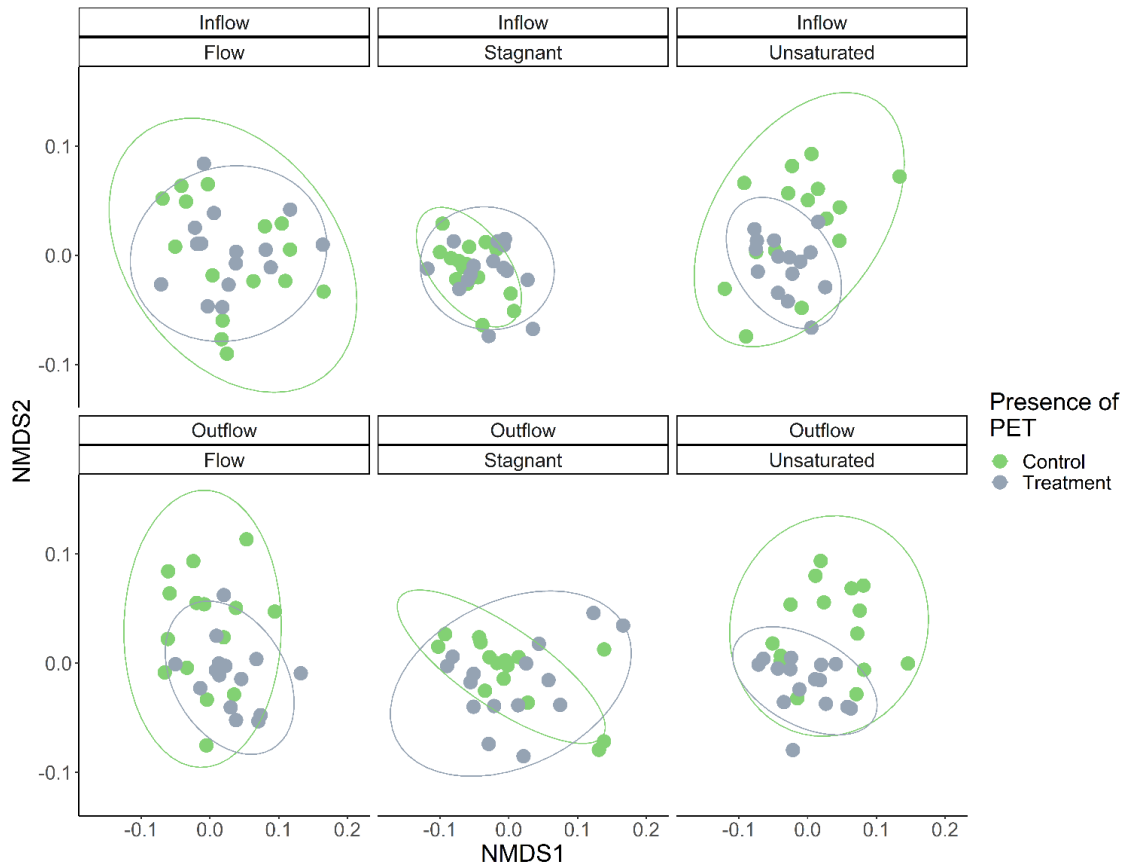 Inflow Inflow Inflow
Flow Stagnant Unsaturated
0.1
0.0
-0.1
NMDS2
Outflow Outflow Outflow
Flow Stagnant Unsaturated
0.1
0.0
-0.1
-0.1 0.0 0.1 0.2 -0.1 0.0 0.1 0.2 -0.1 0.0 0.1 0.2
NMDS1
Presence of
PET
Control
Treatment